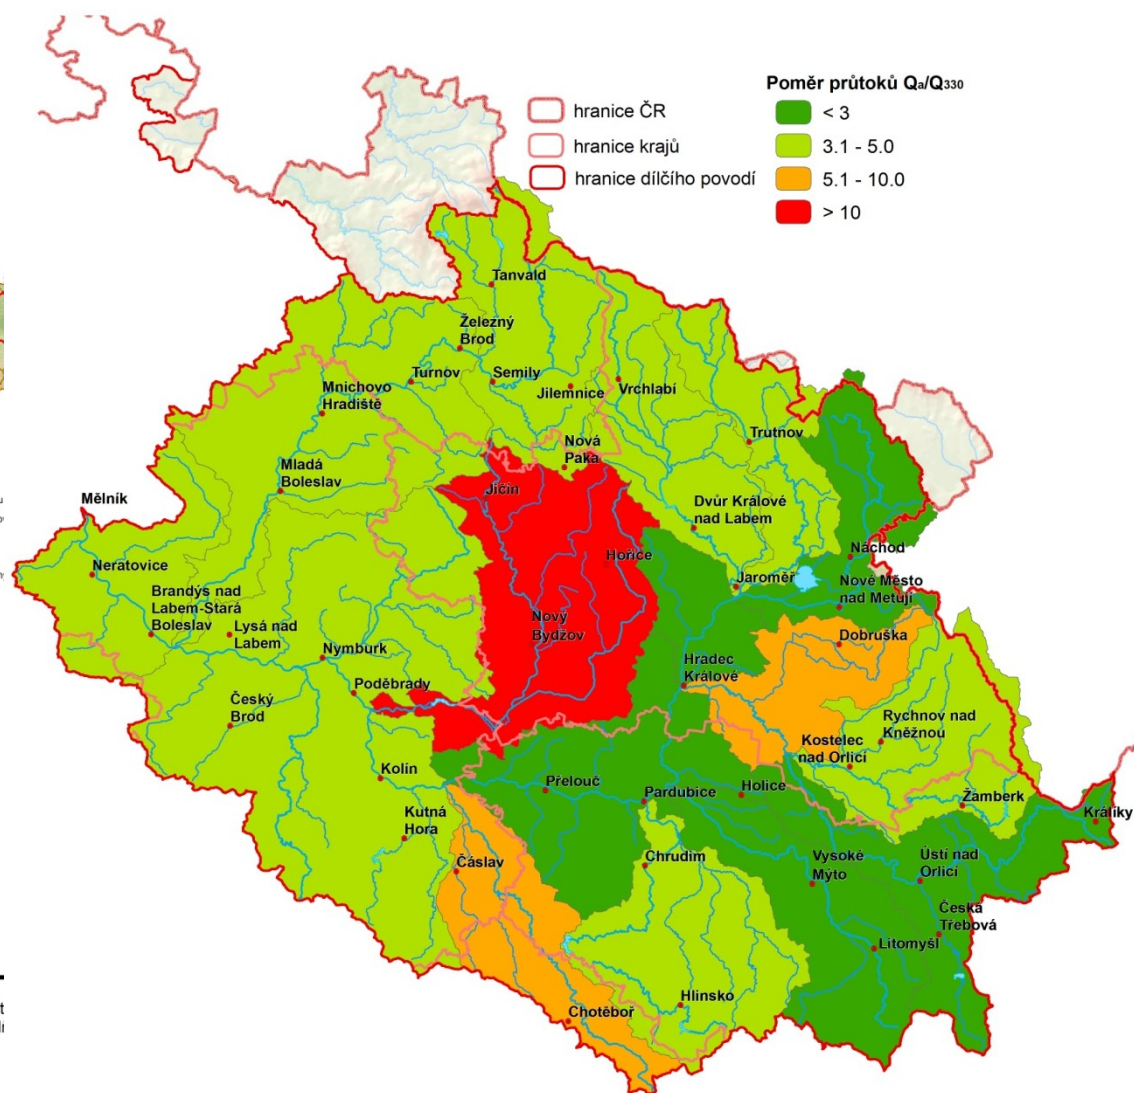 Poměr průtoků Qa/Q330
hranice ČR
hranice krajů
hranice dílčího povodí
< 3
3.1 - 5.0
5.1 - 10.0
> 10
Tanvald
Železný
Brod
Turnov
Semily
Jilemnice
Vrchlabí
Mnichovo
Hradiště
Trutnov
Nová
Paka
Mladá
Boleslav
Jičín
Mělník
Dvůr Králové
nad Labem
Hořice
Náchod
Neratovice
Jaroměř
Nové Město
nad Metují
Brandýs nad
Labem-Stará
Boleslav
Lysá nad
Labem
Nový
Bydžov
Dobruška
Nymburk
Hradec
Králové
Poděbrady
Český
Brod
Rychnov nad
Kněžnou
Kostelec
nad Orlicí
Kolín
Přelouč
Pardubice
Holice
Žamberk
Králíky
Kutná
Hora
Čáslav
Chrudim
Vysoké
Mýto
Ústí nad
Orlicí
Česká
Třebová
Litomyšl
Hlinsko
Chotěboř